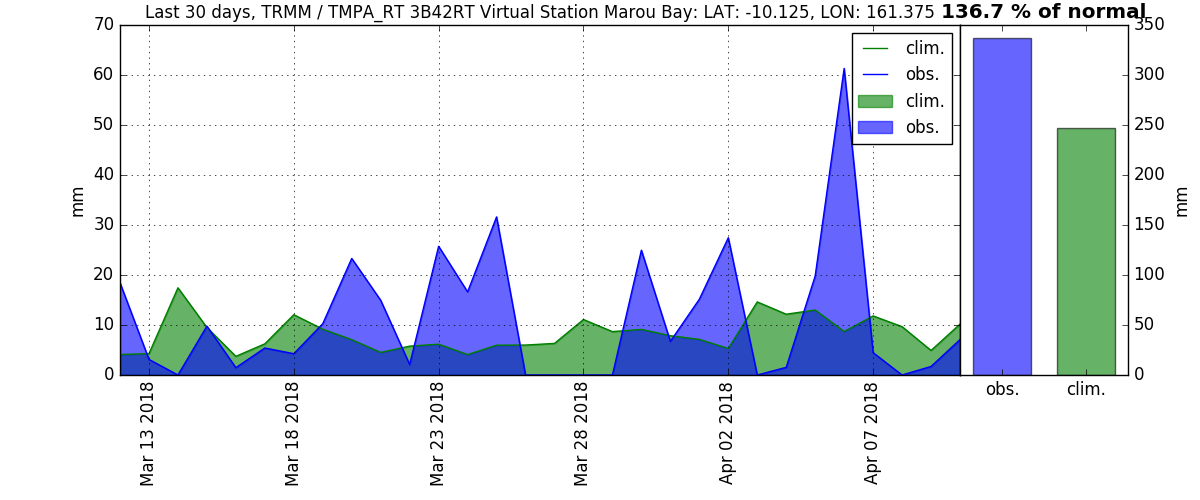 Last 30 days, TRMM / TMPA_RT 3B42RT Virtual Station Marou Bay: LAT: -10.125, LON: 161.375 136.7 % of normal
70
60
50
40
30
20
10
0
mm
clim.
obs.
clim.
obs.
350
300
250
200
150
100
50
0
mm
obs.
clim.
Mar 13 2018
Mar 18 2018
Mar 23 2018
Mar 28 2018
Apr 02 2018
Apr 07 2018